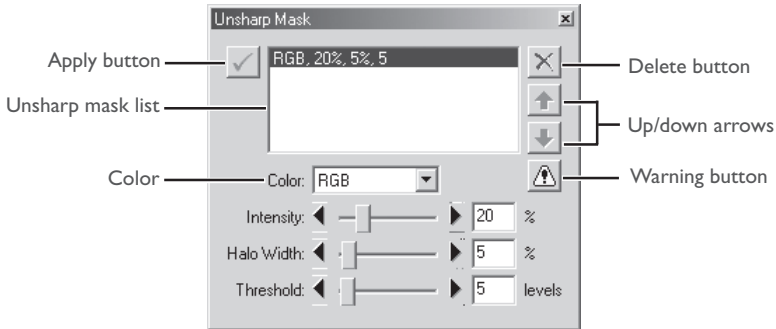 Unsharp Mask
Apply button
RGB, 20%, 5%, 5
Delete button
Unsharp mask list
Up/down arrows
Color
Color: RGB
Warning button
Intensity: 20 %
Halo Width: 5 %
Threshold: 5 levels